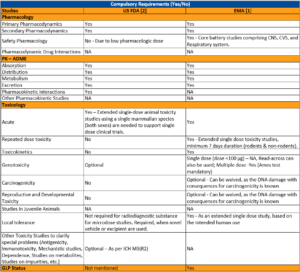 Compulsory Requirements (Yes/No)
Studies US FDA [2] EMA [1]
Pharmacology
Primary Pharmacodynamics Yes Yes
Secondary Pharmacodynamics Yes Yes
Safety Pharmacology No - Due to low pharmacologic dose Yes - Core battery studies comprising CNS, CVS, and
Respiratory system.
Pharmacodynamic Drug Interactions NA NA
PK – ADME
Absorption Yes Yes
Distribution Yes Yes
Metabolism Yes Yes
Excretion Yes Yes
Pharmacokinetic Interactions Yes NA
Other Pharmacokinetic Studies NA NA
Toxicology
Acute Yes – Extended single-dose animal toxicity
studies using a single mammalian species
(both sexes) are needed to support single
dose clinical trials. Yes
Repeated dose toxicity No Yes - Extended single dose toxicity studies,
minimum 7 days duration (rodents & non-rodents).
Toxicokinetics No Yes
Genotoxicity Optional Single dose (dose <100 µg) – NA, Read-across can
also be used; Multiple dose -Yes (Ames test
mandatory)
Carcinogenicity No Optional - Can be waived, as the DNA damage with
consequences for carcinogenicity is known
Reproductive and Developmental
Toxicity No Optional - Can be waived, as the DNA damage with
consequences for carcinogenicity is known
Studies in Juvenile Animals NA NA
Local tolerance Not required for radiodiagnostic substance
for microdose studies. Required, when novel
vehicle or excipient are used. Yes - As an extended single dose study, based on
the intended human use
Other Toxicity Studies to clarify
special problems (Antigenicity,
Immunotoxicity, Mechanistic studies,
Dependence, Studies on metabolites,
Studies on impurities, etc.) Optional – As per ICH M3(R2) NA
GLP Status Not mentioned Yes